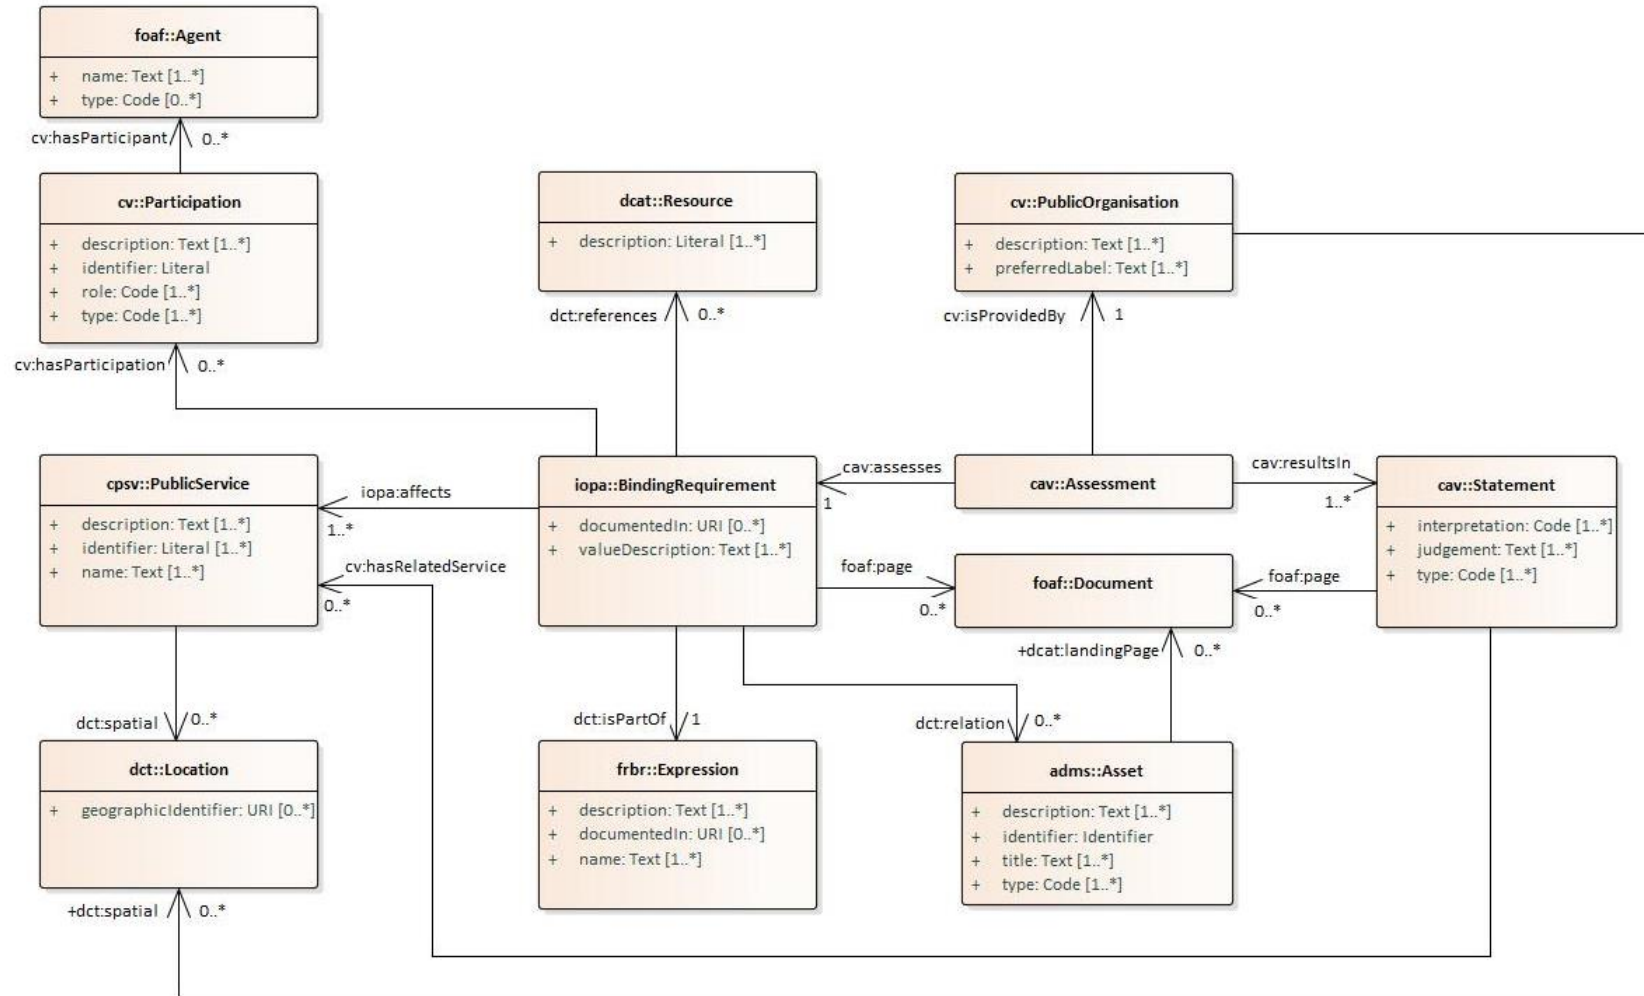 foaf::Agent
+ name: Text [1..*]
+ type: Code [0..*]
cv:hasParticipant 0..*
cv::Participation
+ description: Text [1..*]
+ identifier: Literal
+ role: Code [1..*]
+ type: Code [1..*]
cv:hasParticipation 0..*
dcat::Resource
+ description: Literal [1..*]
dct:references 0..*
cv::PublicOrganisation
+ description: Text [1..*]
+ preferredLabel: Text [1..*]
cv:isProvidedBy 1
cpsv::PublicService
+ description: Text [1..*]
+ identifier: Literal [1..*]
+ name: Text [1..*]
iopa:affects
1..*
cv:hasRelatedService
0..*
iopa::BindingRequirement
+ documentedIn: URI [0..*]
+ valueDescription: Text [1..*]
cav:assesses
1
cav::Assessment
cav:resultsIn
1..*
cav::Statement
+ interpretation: Code [1..*]
+ judgement: Text [1..*]
+ type: Code [1..*]
foaf:page
0..*
foaf::Document
foaf:page
0..*
+dcat:landingPage 0..*
dct:spatial 0..*
dct::Location
+ geographicIdentifier: URI [0..*]
+dct:spatial 0..*
dct:isPartOf 1
frbr::Expression
+ description: Text [1..*]
+ documentedIn: URI [0..*]
+ name: Text [1..*]
dct:relation 0..*
adms::Asset
+ description: Text [1..*]
+ identifier: Identifier
+ title: Text [1..*]
+ type: Code [1..*]